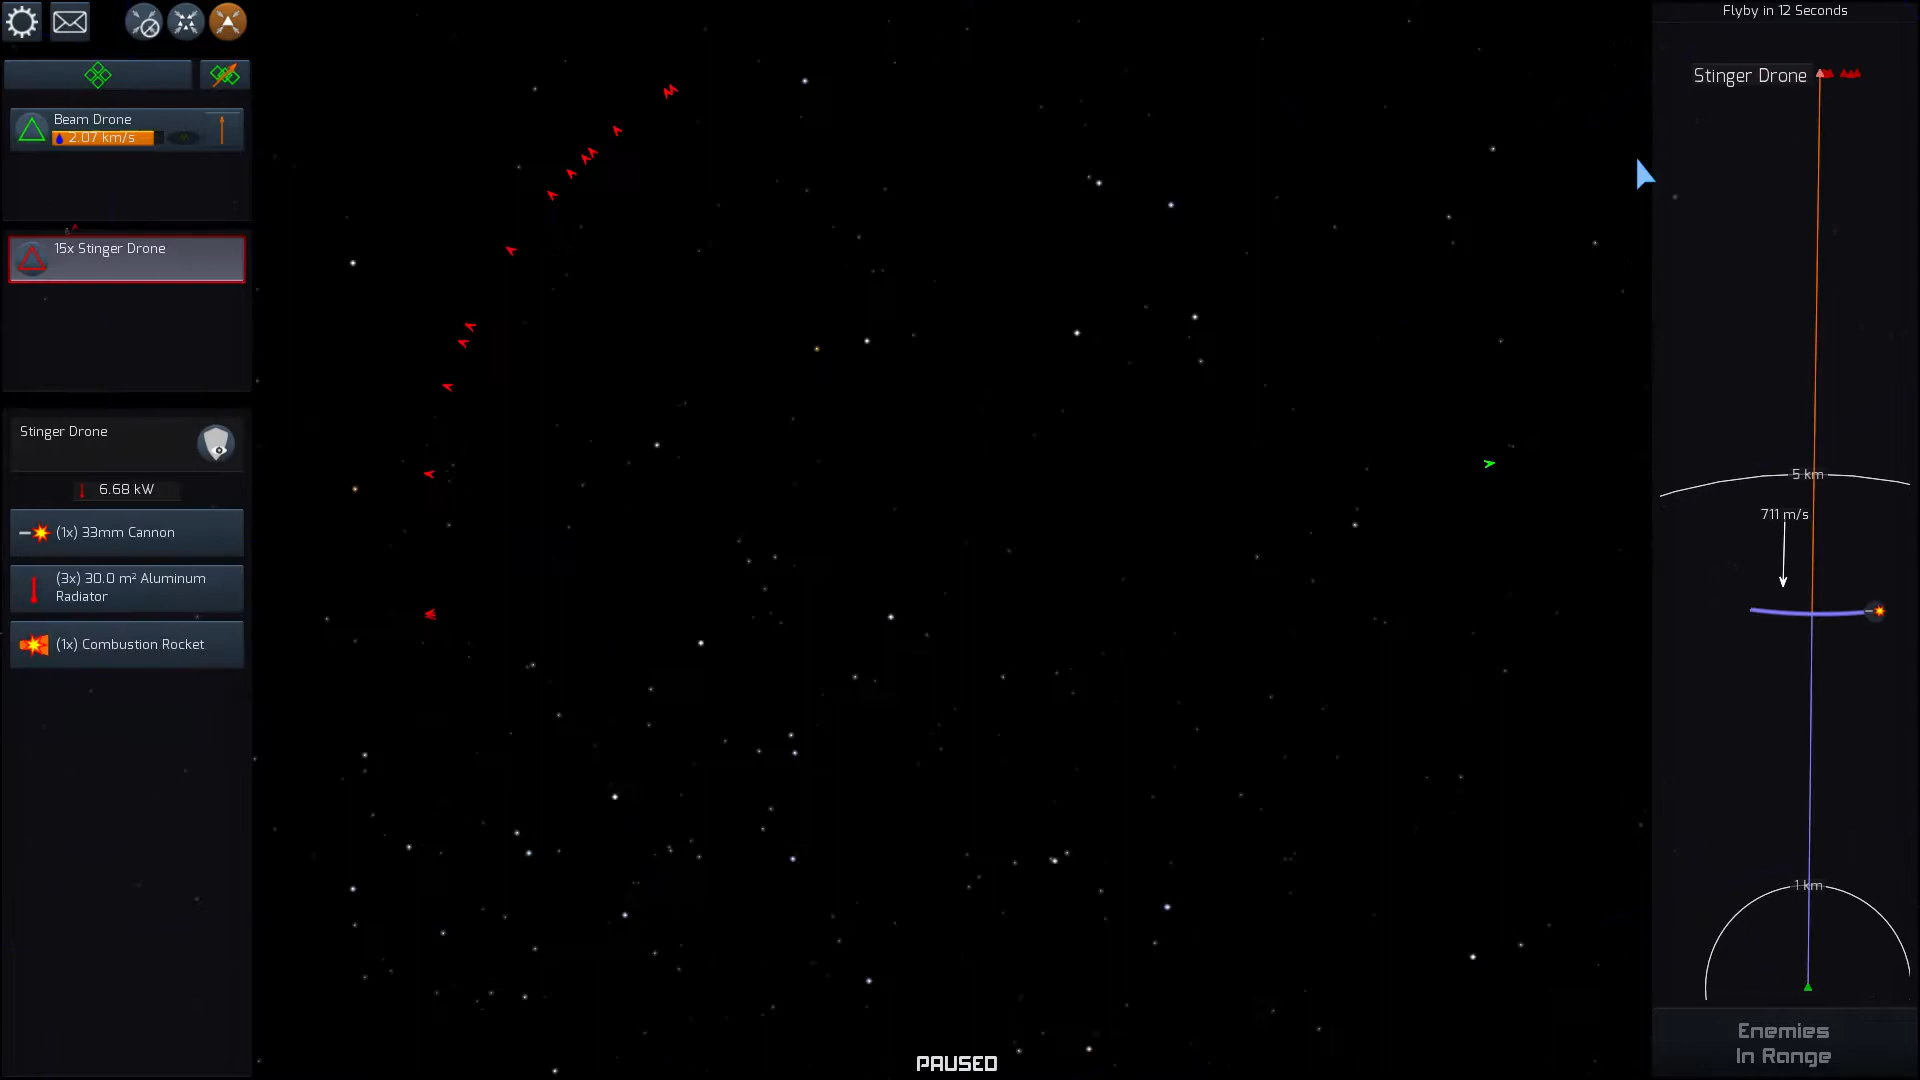 Flyby in 12 Seconds
Beam Drone
2.07 km/s
15x Stinger Drone
Stinger Drone
6.68 kW
(1x) 33mm Cannon
(3x) 30.0 m² Aluminum
Radiator
(1x) Combustion Rocket
Stinger Drone
5 km
711 m/s
1 km
Enemies
In Range
PAUSED